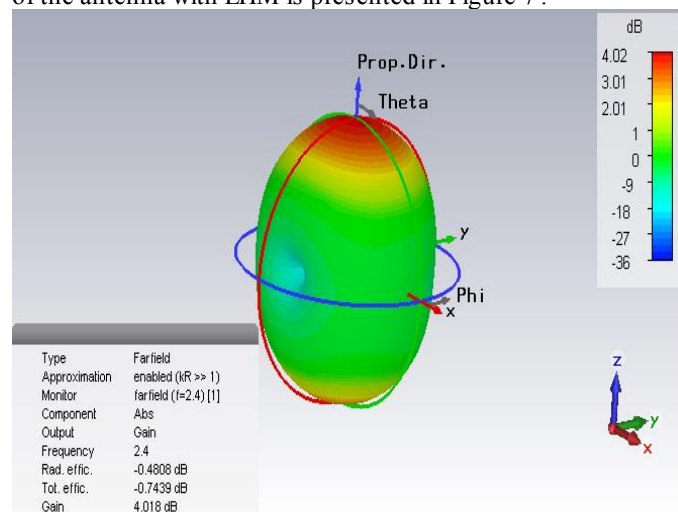 of the antenna with LHM is presented in Figure 7.
dB
4.02
3.01
2.01
1
0
-9
-18
-27
-36
Prop.Dir.
Theta
y
Phi
x
Type Farfield
Approximation enabled (kR >> 1)
Monitor farfield (f=2.4) [1]
Component Abs
Output Gain
Frequency 2.4
Rad. effic. -0.4808 dB
Tot. effic. -0.7439 dB
Gain 4.018 dB
z
y
x